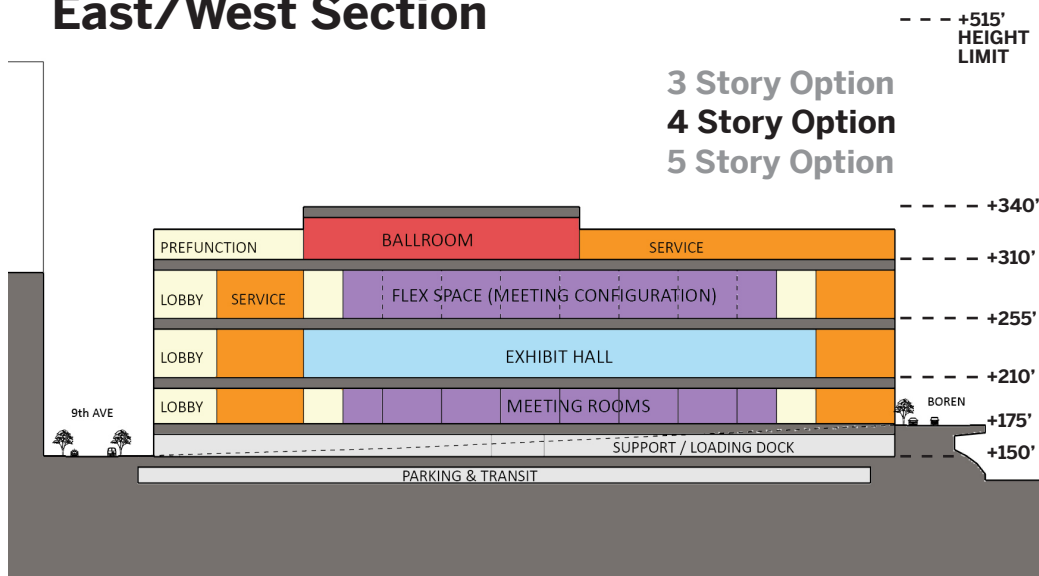 East/West Section
+515’
HEIGHT
LIMIT
3 Story Option
4 Story Option
5 Story Option
+340’
PREFUNCTION
BALLROOM
SERVICE
+310’
LOBBY
SERVICE
FLEX SPACE (MEETING CONFIGURATION)
+255’
LOBBY
EXHIBIT HALL
+210’
LOBBY
MEETING ROOMS
9th AVE
BOREN
+175’
SUPPORT / LOADING DOCK
+150’
PARKING & TRANSIT